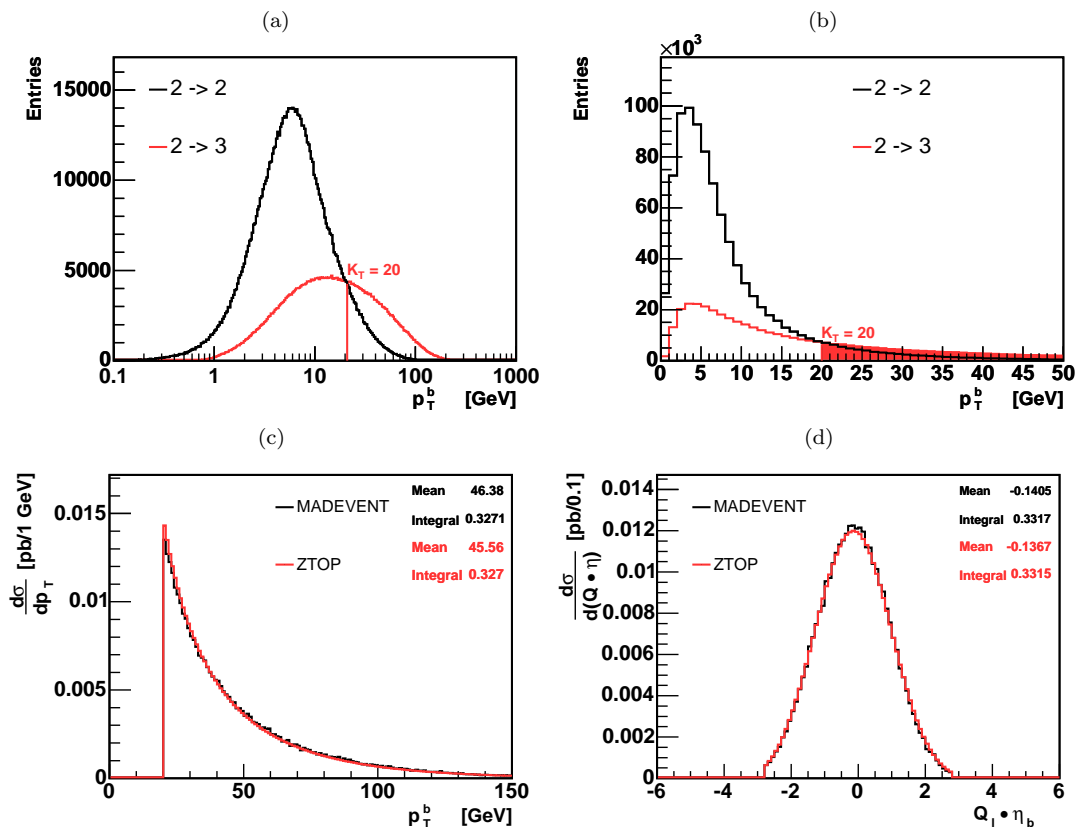 (a)
Entries
2 -> 2
2 -> 3
K_T = 20
15000
10000
5000
0
0.1 1 10 100 1000
p_T^b [GeV]
(b)
×10^3
Entries
2 -> 2
2 -> 3
K_T = 20
100
80
60
40
20
0
0 5 10 15 20 25 30 35 40 45 50
p_T^b [GeV]
(c)
dσ/dp_T [pb/1 GeV]
MADEVENT
ZTOP
Mean 46.38
Integral 0.3271
Mean 45.56
Integral 0.327
0.015
0.01
0.005
0
0 50 100 150
p_T^b [GeV]
(d)
dσ/d(Q • η) [pb/0.1]
MADEVENT
ZTOP
Mean -0.1405
Integral 0.3317
Mean -0.1367
Integral 0.3315
0.014
0.012
0.01
0.008
0.006
0.004
0.002
0
-6 -4 -2 0 2 4 6
Q_l • η_b